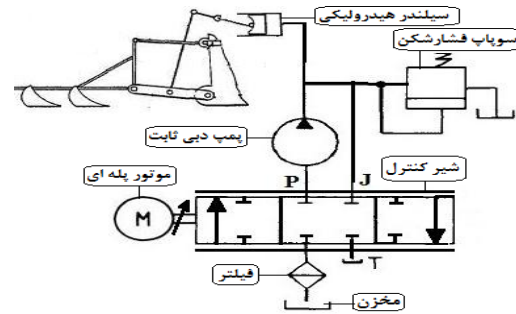 سیلندر هیدرولیکی
سوپاپ فشارشکن
پمپ دبی ثابت
شیر کنترل
P
J
موتور پله ای
M
T
فیلتر
مخزن